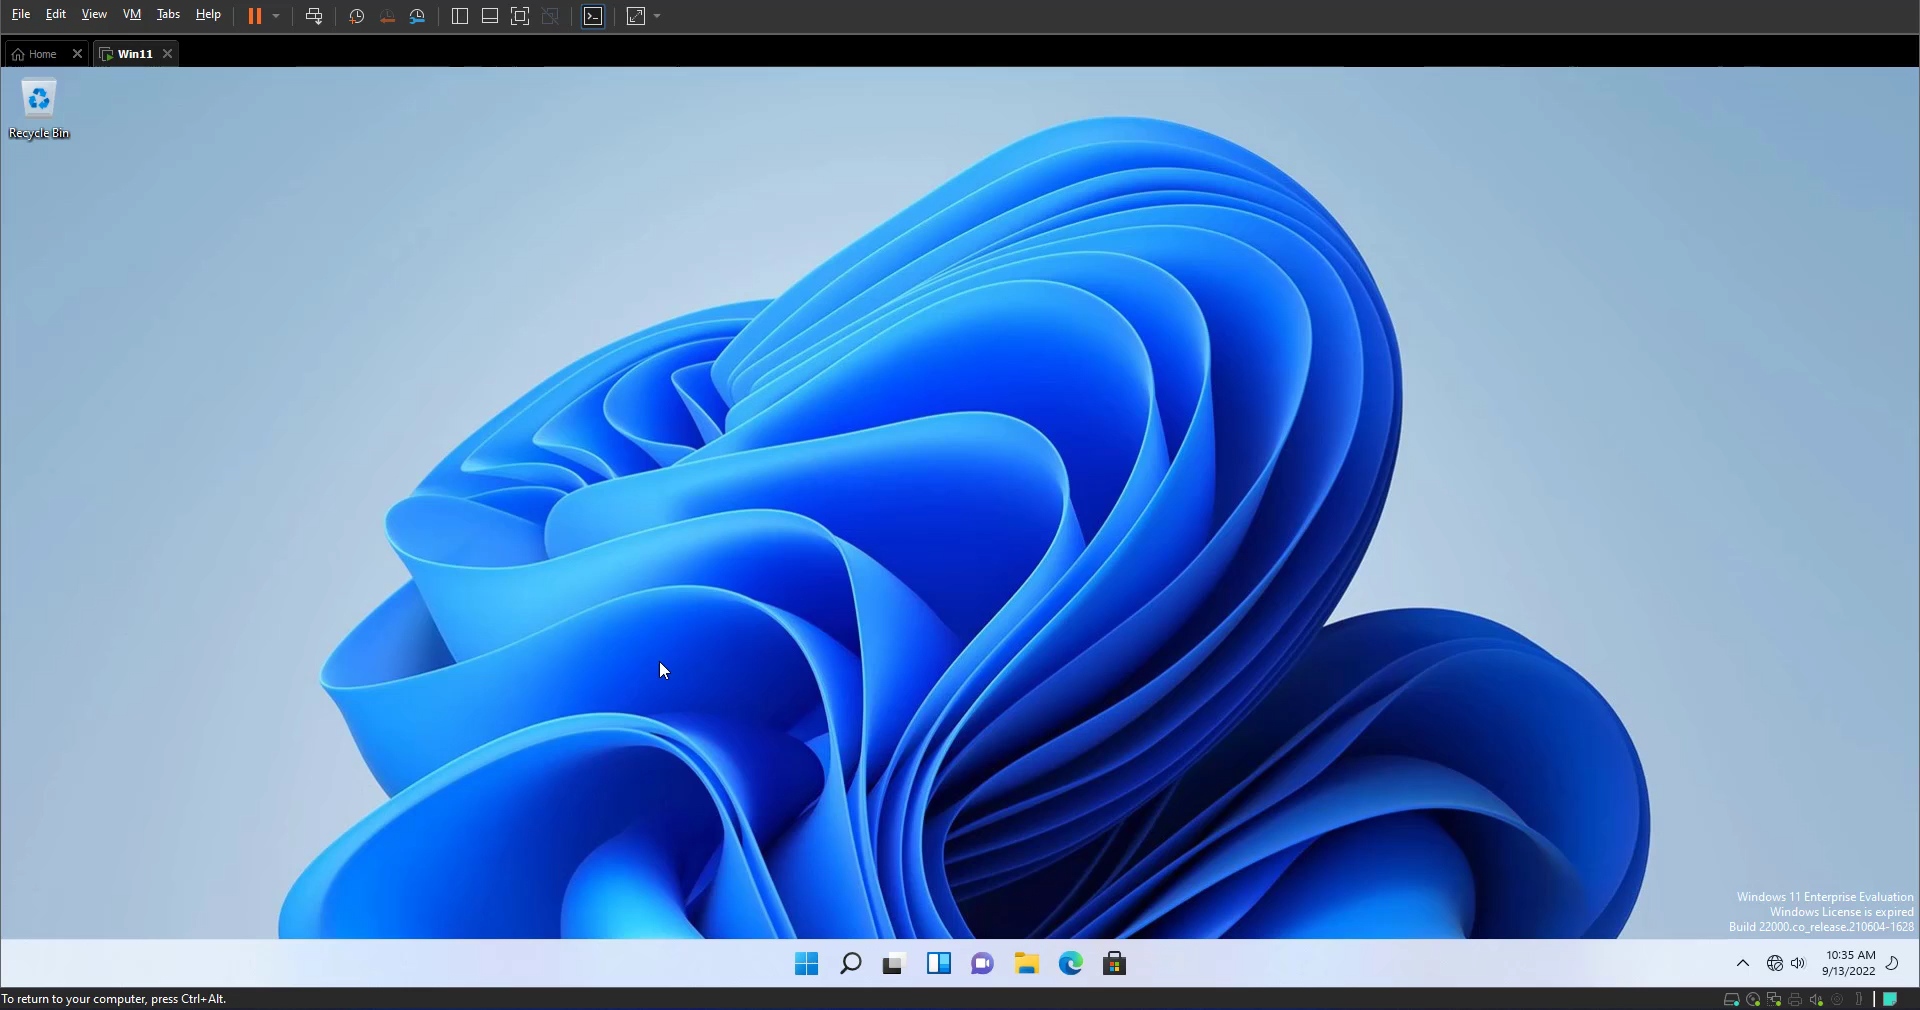 File Edit View VM Tabs Help
Home Win11
Recycle Bin
Windows 11 Enterprise Evaluation
Windows License is expired
Build 22000.co_release.210604-1628
10:35 AM
9/13/2022
To return to your computer, press Ctrl+Alt.